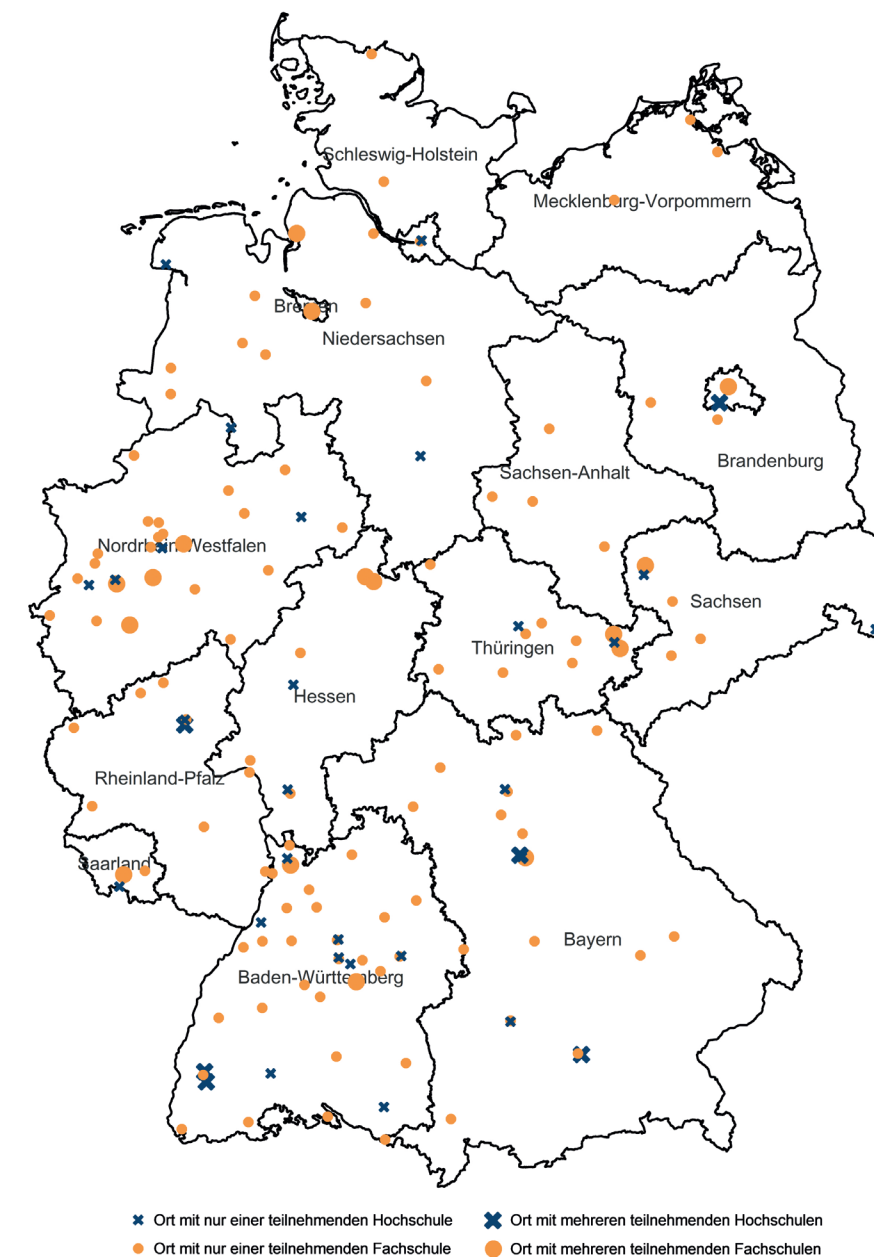 Schleswig-Holstein
Mecklenburg-Vorpommern
Bremen
Niedersachsen
Brandenburg
Sachsen-Anhalt
Nordrhein-Westfalen
Sachsen
Thüringen
Hessen
Rheinland-Pfalz
Saarland
Bayern
Baden-Württemberg
Ort mit nur einer teilnehmenden Hochschule
Ort mit mehreren teilnehmenden Hochschulen
Ort mit nur einer teilnehmenden Fachschule
Ort mit mehreren teilnehmenden Fachschulen